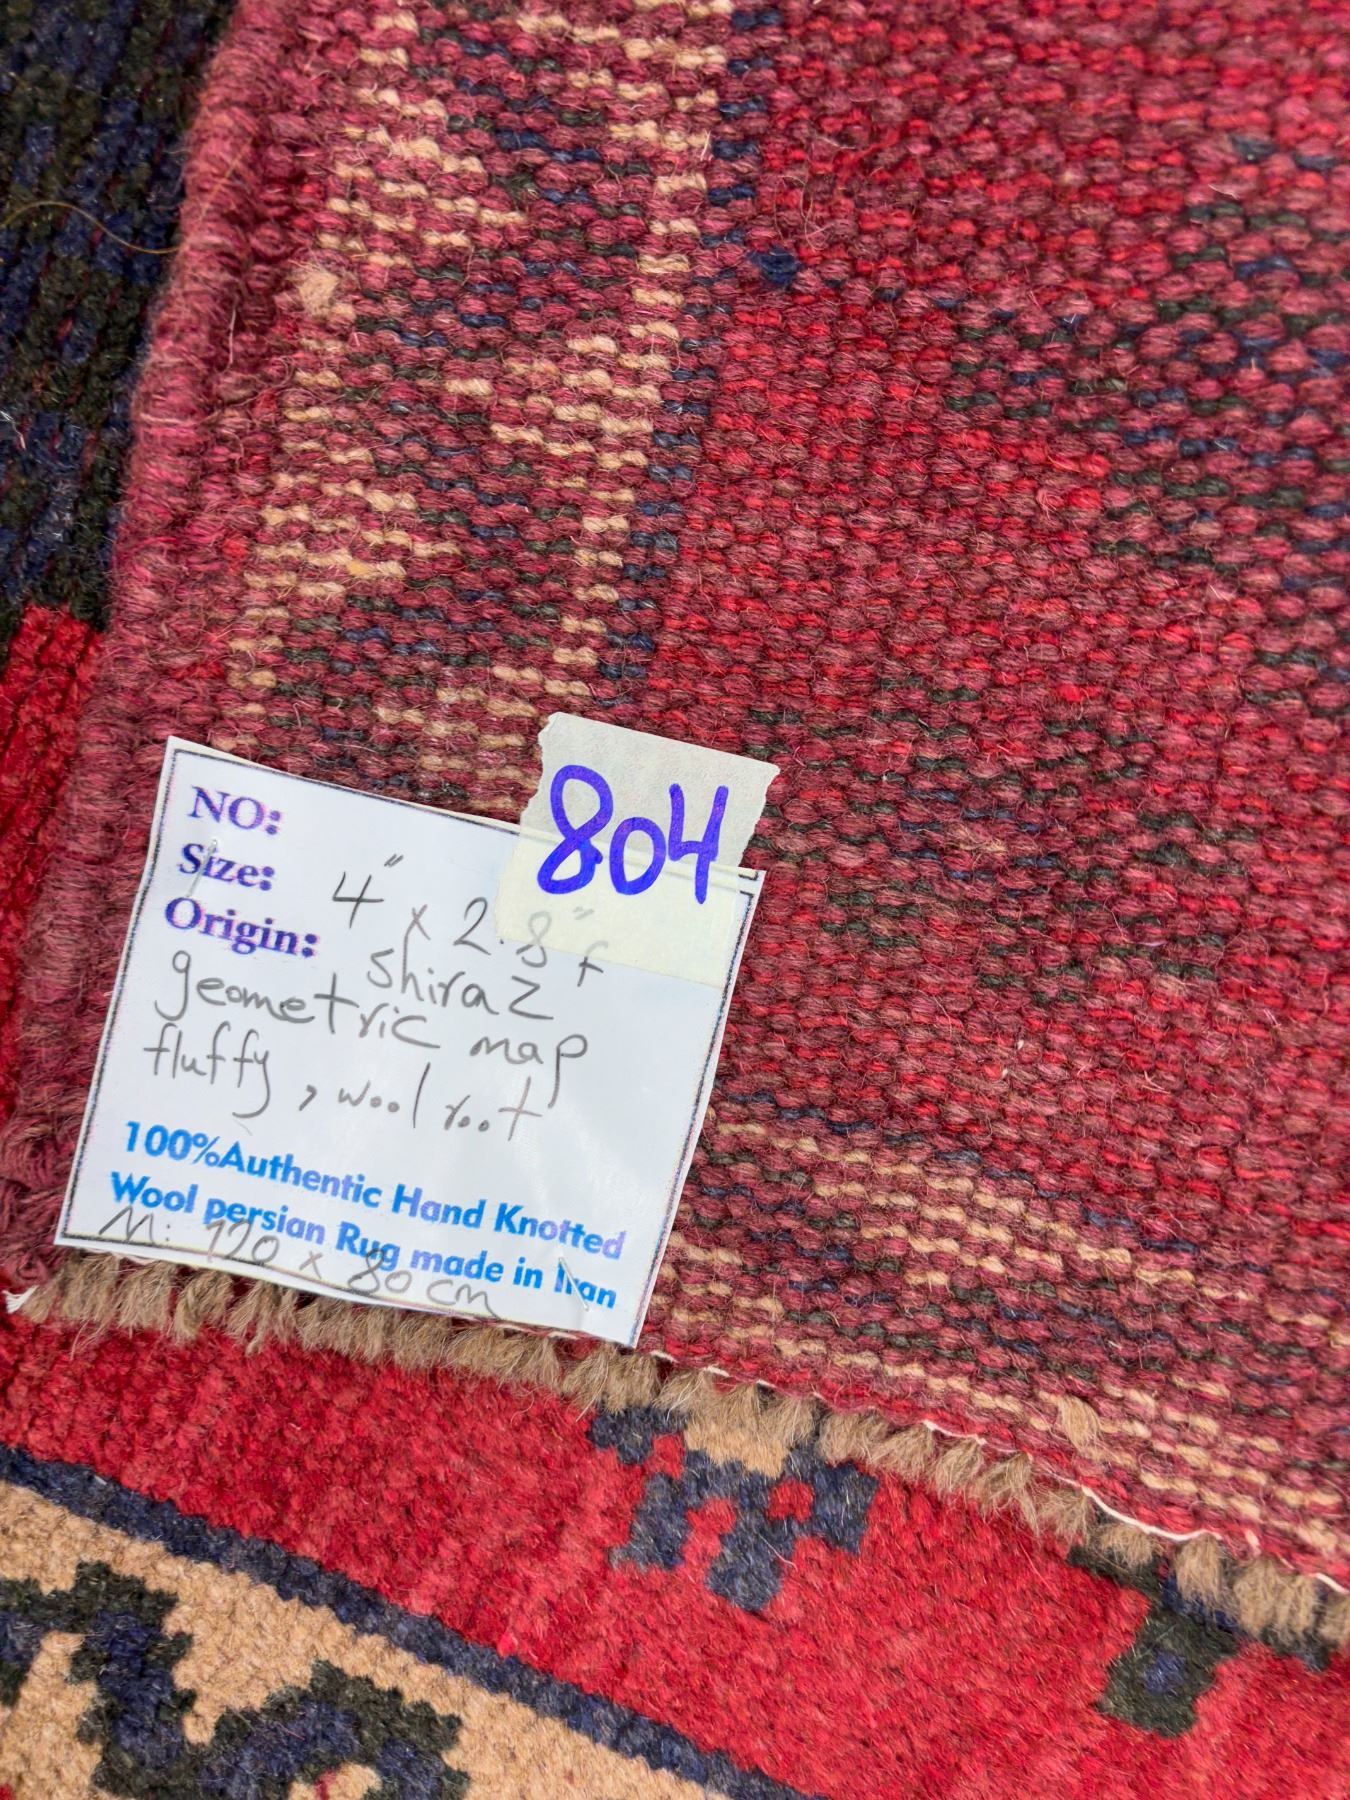 804
NO:
Size: 4" x 2.8" f
Origin: Shiraz
geometric map
fluffy, wool root
100%Authentic Hand Knotted
Wool persian Rug made in Iran
M: 120 x 80 cm